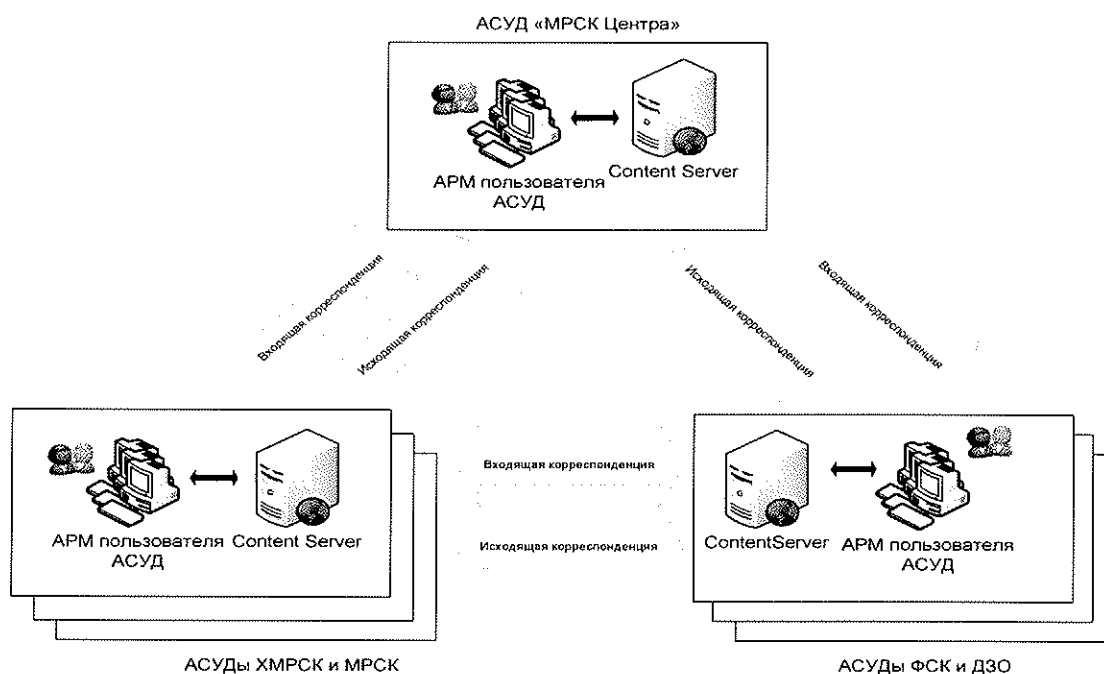 АСУД «МРСК Центра»
АРМ пользователя
АСУД
Content Server
Входящая корреспонденция
Исходящая корреспонденция
Исходящая корреспонденция
Входящая корреспонденция
АРМ пользователя
АСУД
Content Server
Входящая корреспонденция
Исходящая корреспонденция
ContentServer
АРМ пользователя
АСУД
АСУДы ХМРСК и МРСК
АСУДы ФСК и ДЗО